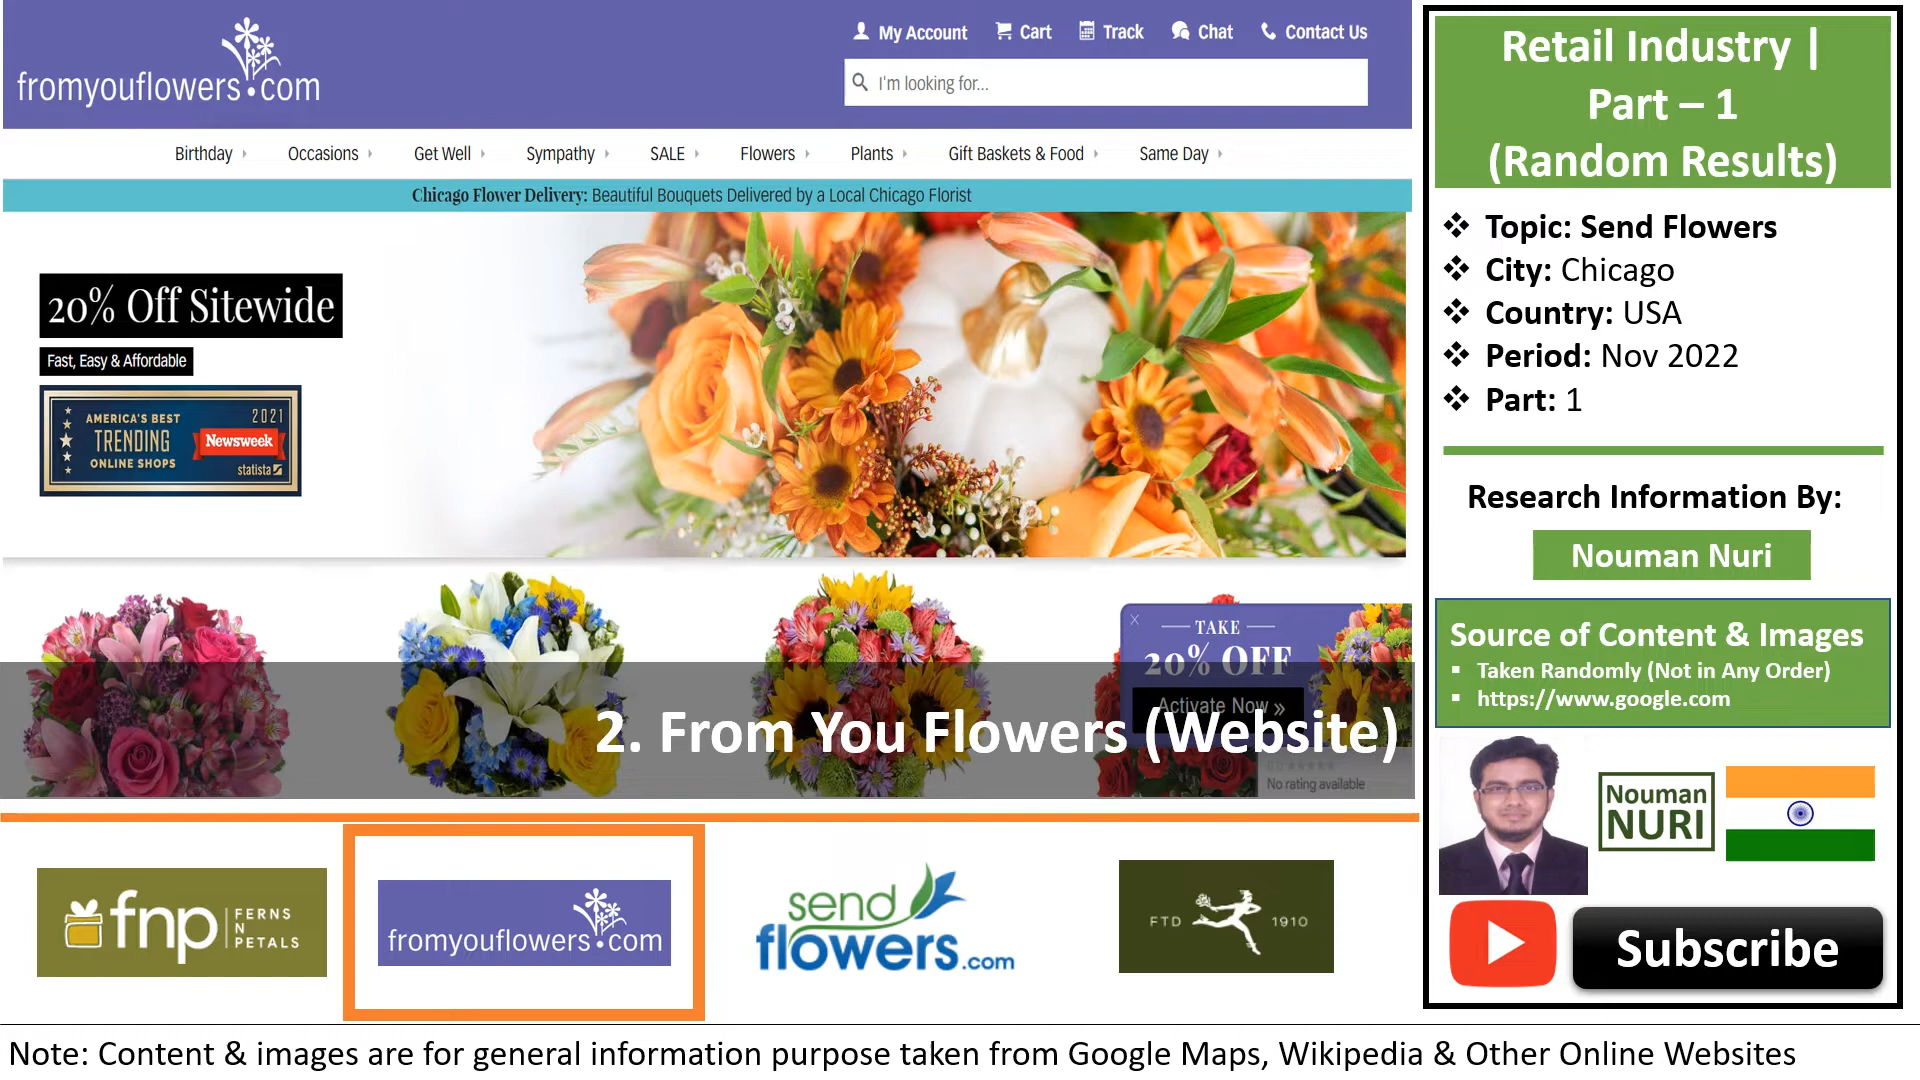 fromyouflowers.com
My Account
Cart
Track
Chat
Contact Us
I'm looking for...
Birthday
Occasions
Get Well
Sympathy
SALE
Flowers
Plants
Gift Baskets & Food
Same Day
Chicago Flower Delivery: Beautiful Bouquets Delivered by a Local Chicago Florist
20% Off Sitewide
Fast, Easy & Affordable
AMERICA'S BEST
TRENDING
ONLINE SHOPS
2021
Newsweek
statista
X
TAKE
20% OFF
Activate Now »
No rating available
2. From You Flowers (Website)
fnp
FERNS
N
PETALS
fromyouflowers.com
send
flowers.com
FTD 1910
Retail Industry |
Part – 1
(Random Results)
Topic: Send Flowers
City: Chicago
Country: USA
Period: Nov 2022
Part: 1
Research Information By:
Nouman Nuri
Source of Content & Images
Taken Randomly (Not in Any Order)
https://www.google.com
Nouman
NURI
Subscribe
Note: Content & images are for general information purpose taken from Google Maps, Wikipedia & Other Online Websites